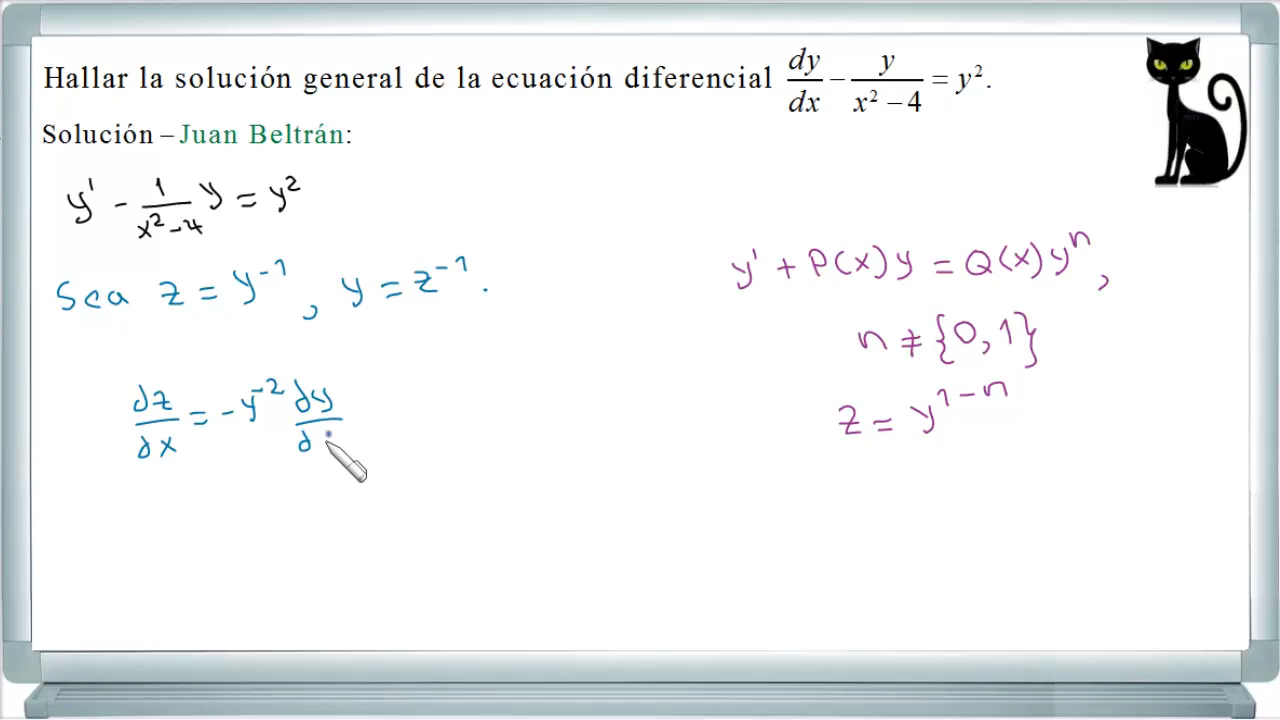 Hallar la solución general de la ecuación diferencial dy/dx − y/(x² − 4) = y².
Solución – Juan Beltrán:
y' - 1/(x² - 4) y = y²
Sea z = y⁻¹, y = z⁻¹.
y' + P(x)y = Q(x)yⁿ,
n ≠ {0, 1}
z = y¹⁻ⁿ
dz/dx = -y⁻² dy/d